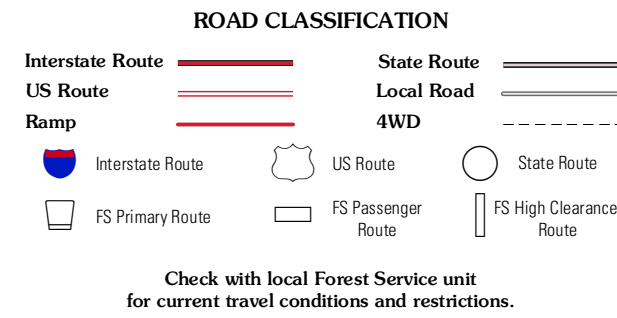 ROAD CLASSIFICATION
Interstate Route
State Route
US Route
Local Road
Ramp
4WD
Interstate Route
US Route
State Route
FS Primary Route
FS Passenger
Route
FS High Clearance
Route
Check with local Forest Service unit
for current travel conditions and restrictions.